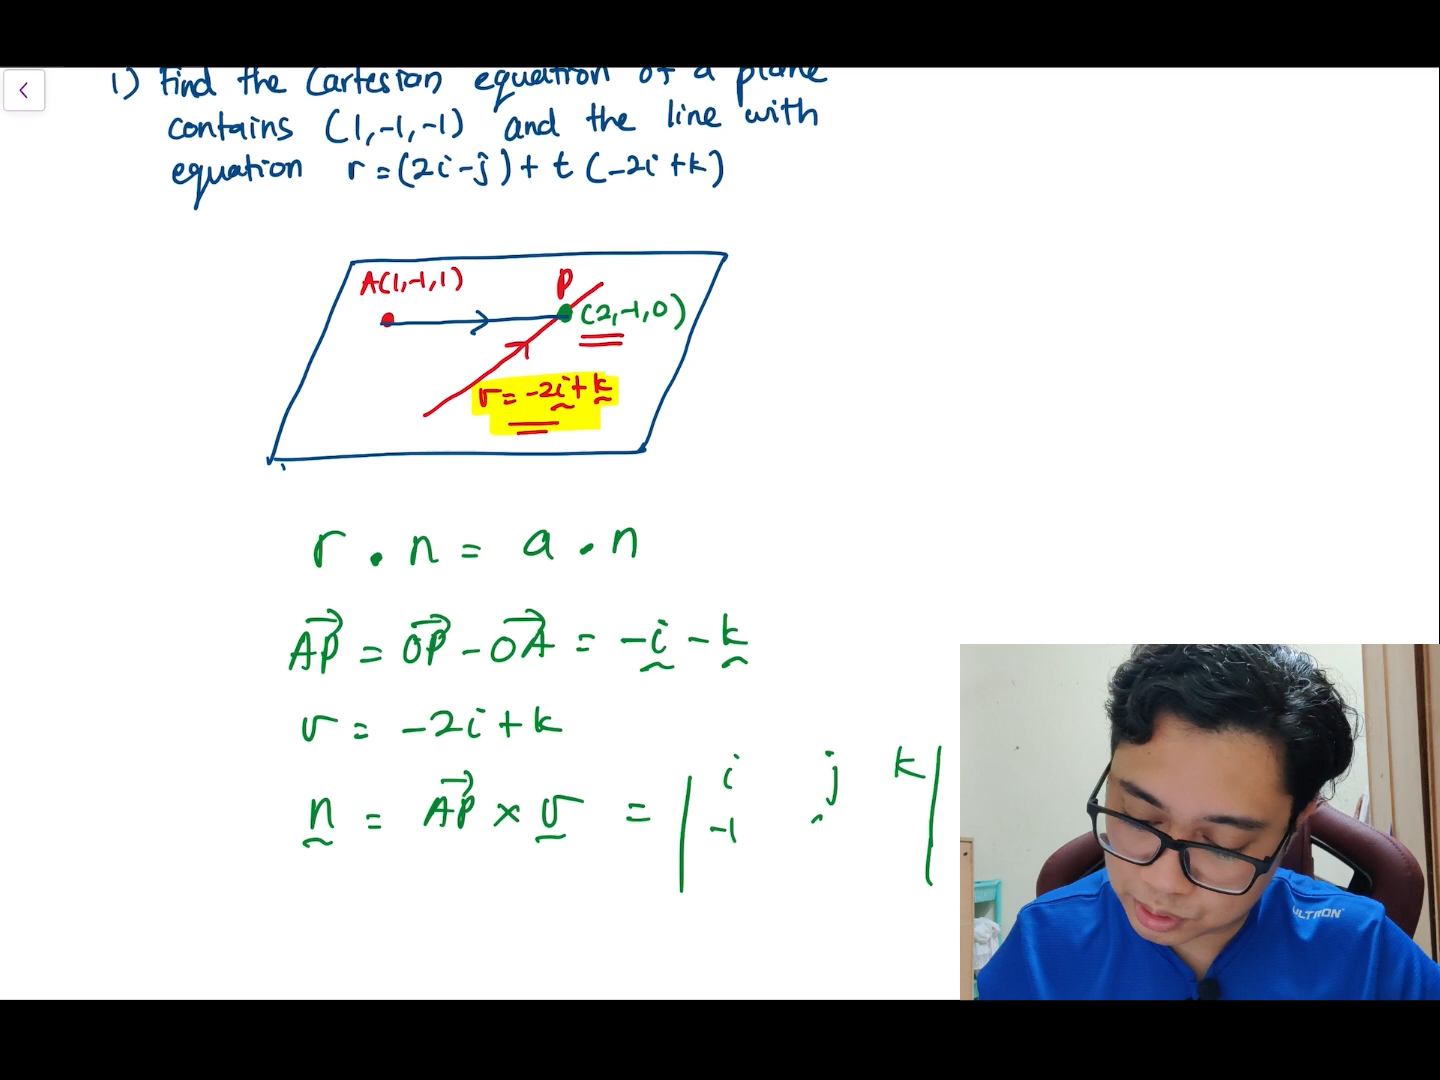 1) Find the Cartesian equation of a plane
contains (1,-1,-1) and the line with
equation r=(2i-j)+t(-2i+k)
A(1,-1,1)
P
(2,-1,0)
v=-2i+k
r.n=a.n
AP=OP-OA=-i-k
v=-2i+k
n=AP×v=|i j k|
-1
ULTRON